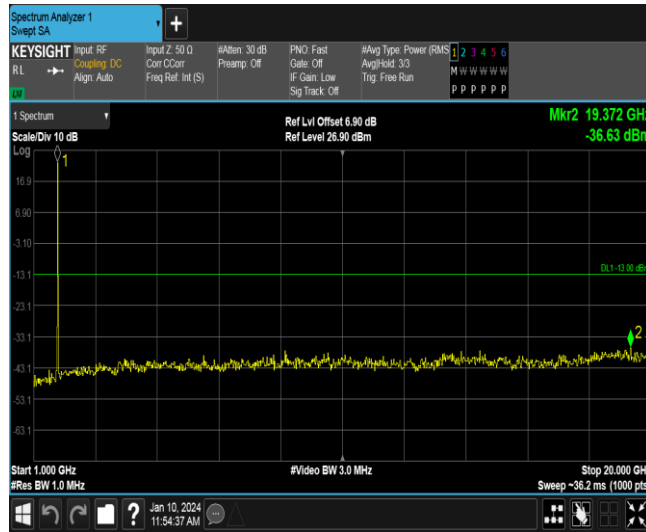 Spectrum Analyzer 1
Swept SA
KEYSIGHT
RL
LXI
Input: RF
Coupling: DC
Align: Auto
Input Z: 50 Ω
Corr CCorr
Freq Ref: Int (S)
#Atten: 30 dB
Preamp: Off
PNO: Fast
Gate: Off
IF Gain: Low
Sig Track: Off
#Avg Type: Power (RMS
Avg|Hold: 3/3
Trig: Free Run
1 2 3 4 5 6
M W W W W W
P P P P P P
1 Spectrum
Scale/Div 10 dB
Ref Lvl Offset 6.90 dB
Ref Level 26.90 dBm
Mkr2 19.372 GHz
-36.63 dBm
Log
1
16.9
6.90
-3.10
-13.1
DL1 -13.00 dBm
-23.1
-33.1
2
-43.1
-53.1
-63.1
Start 1.000 GHz
#Video BW 3.0 MHz
Stop 20.000 GHz
#Res BW 1.0 MHz
Sweep ~36.2 ms (1000 pts)
?
Jan 10, 2024
11:54:37 AM